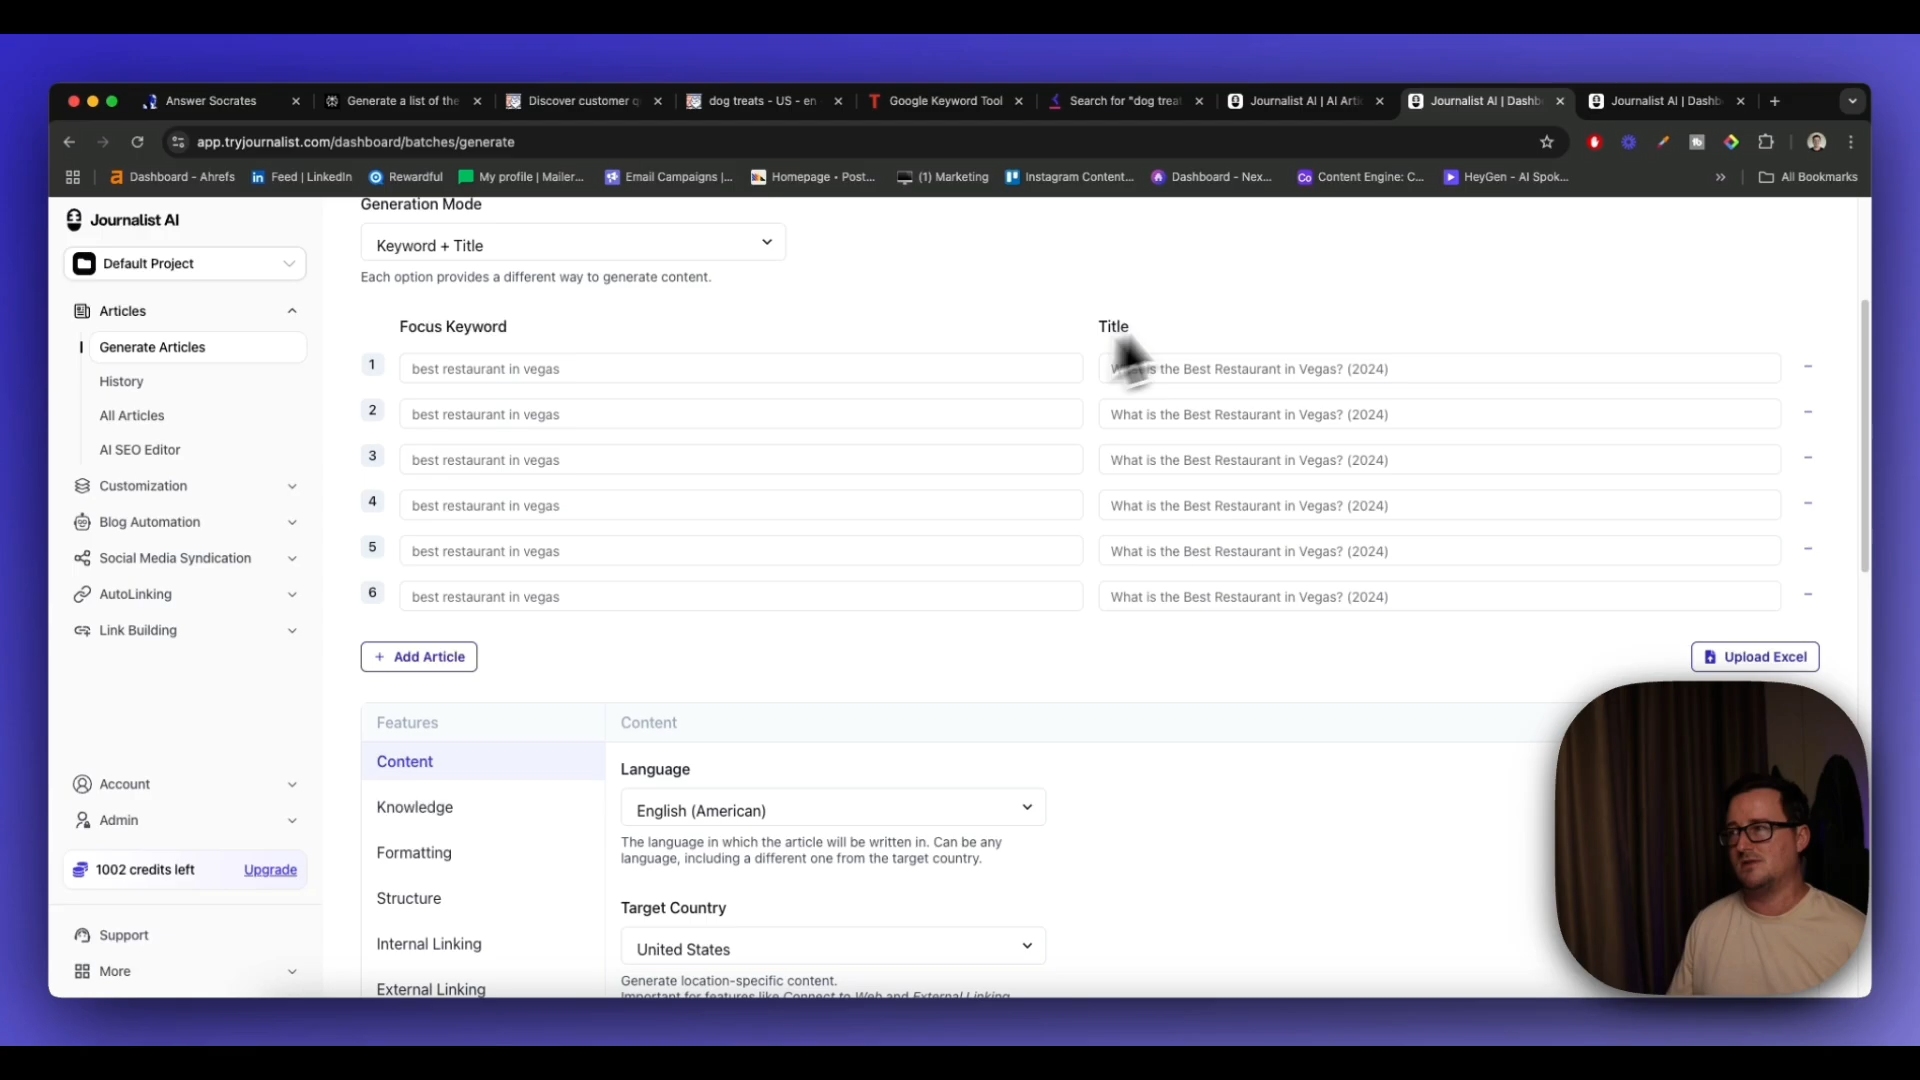 Answer Socrates
Generate a list of the
Discover customer q
dog treats - US - en
Google Keyword Tool
Search for "dog treat
Journalist AI | AI Artic
Journalist AI | Dashb
Journalist AI | Dashb
app.tryjournalist.com/dashboard/batches/generate
Dashboard - Ahrefs
Feed | LinkedIn
Rewardful
My profile | Mailer...
Email Campaigns |...
Homepage • Post...
(1) Marketing
Instagram Content...
Dashboard - Nex...
Content Engine: C...
HeyGen - AI Spok...
»
All Bookmarks
Journalist AI
Default Project
Articles
Generate Articles
History
All Articles
AI SEO Editor
Customization
Blog Automation
Social Media Syndication
AutoLinking
Link Building
Account
Admin
1002 credits left
Upgrade
Support
More
Generation Mode
Keyword + Title
Each option provides a different way to generate content.
Focus Keyword
Title
1 best restaurant in vegas
is the Best Restaurant in Vegas? (2024)
2 best restaurant in vegas
What is the Best Restaurant in Vegas? (2024)
3 best restaurant in vegas
What is the Best Restaurant in Vegas? (2024)
4 best restaurant in vegas
What is the Best Restaurant in Vegas? (2024)
5 best restaurant in vegas
What is the Best Restaurant in Vegas? (2024)
6 best restaurant in vegas
What is the Best Restaurant in Vegas? (2024)
+ Add Article
Upload Excel
Features
Content
Content
Knowledge
Formatting
Structure
Internal Linking
External Linking
Language
English (American)
The language in which the article will be written in. Can be any
language, including a different one from the target country.
Target Country
United States
Generate location-specific content.
Important for features like Connect to Web and External Linking